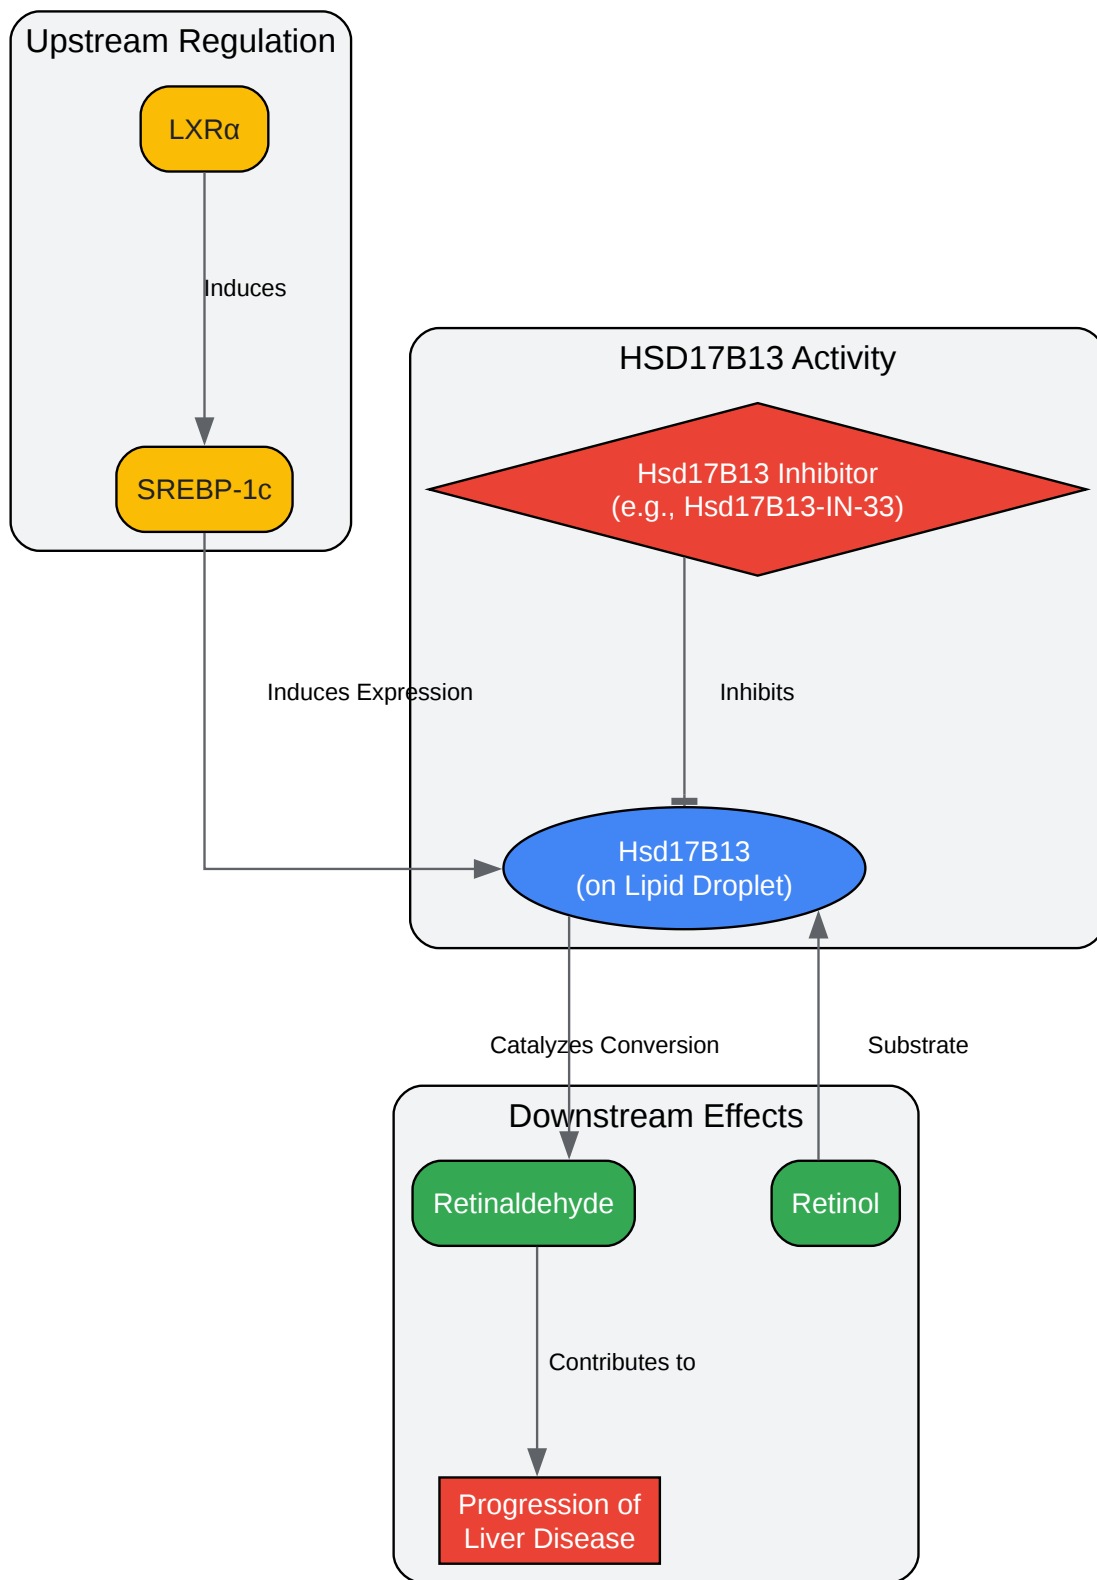 Upstream Regulation
LXRα
Induces
SREBP-1c
HSD17B13 Activity
Hsd17B13 Inhibitor
(e.g., Hsd17B13-IN-33)
Induces Expression
Inhibits
Hsd17B13
(on Lipid Droplet)
Catalyzes Conversion
Substrate
Downstream Effects
Retinaldehyde
Retinol
Contributes to
Progression of
Liver Disease